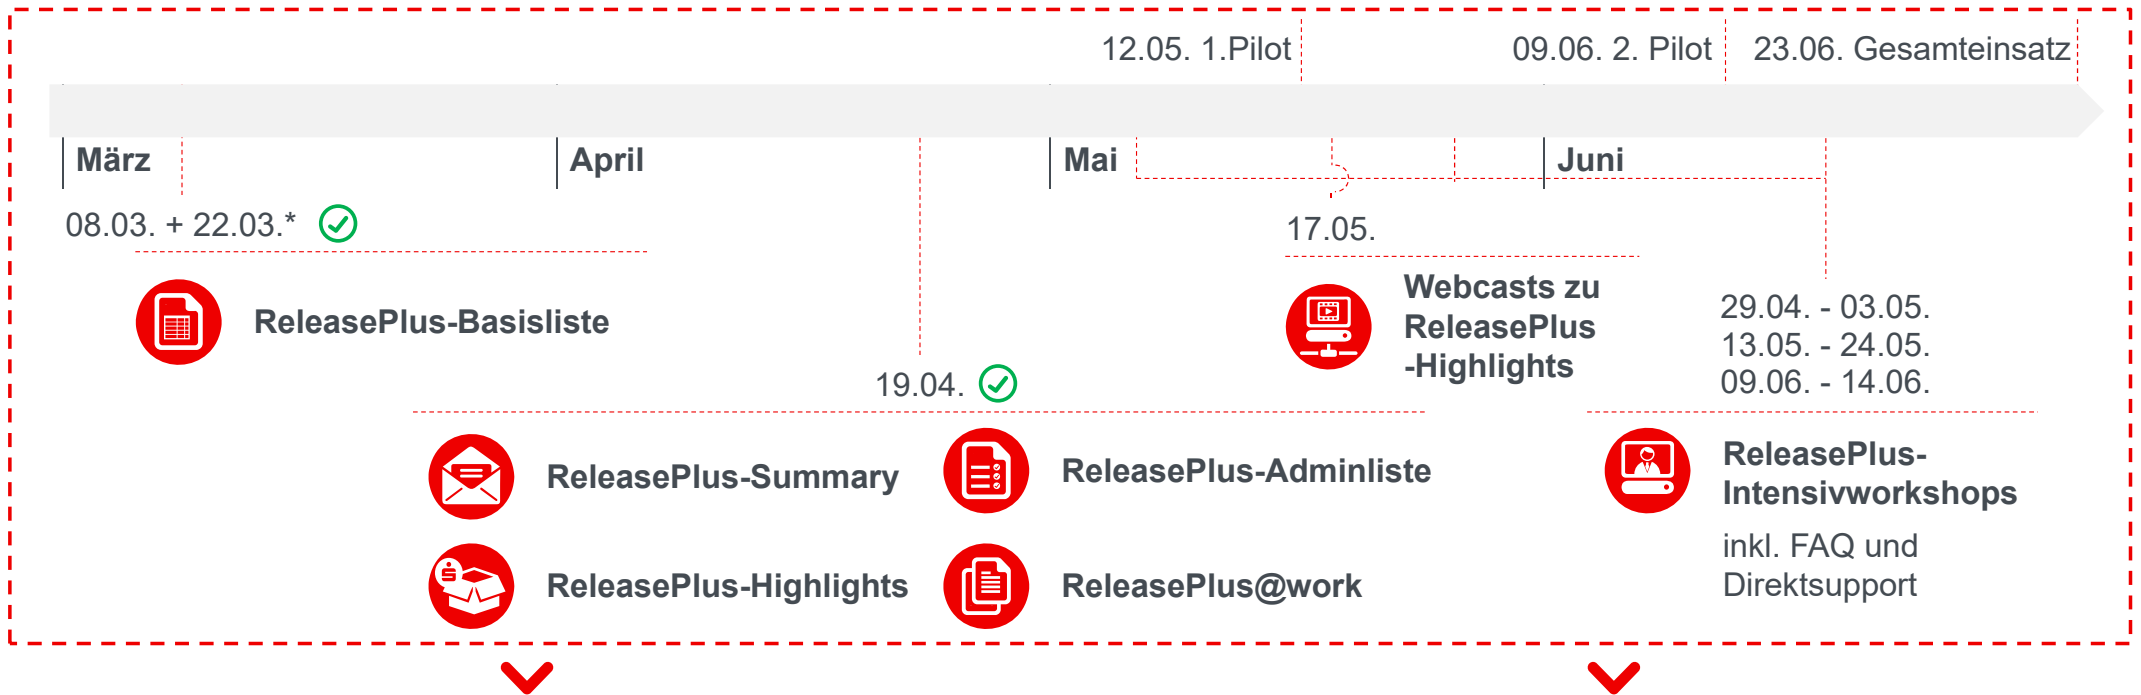 12.05. 1.Pilot
09.06. 2. Pilot
23.06. Gesamteinsatz
März
April
Mai
Juni
08.03. + 22.03.*
ReleasePlus-Basisliste
19.04.
ReleasePlus-Summary
ReleasePlus-Adminliste
ReleasePlus-Highlights
ReleasePlus@work
17.05.
Webcasts zu
ReleasePlus
-Highlights
29.04. - 03.05.
13.05. - 24.05.
09.06. - 14.06.
ReleasePlus-
Intensivworkshops
inkl. FAQ und
Direktsupport